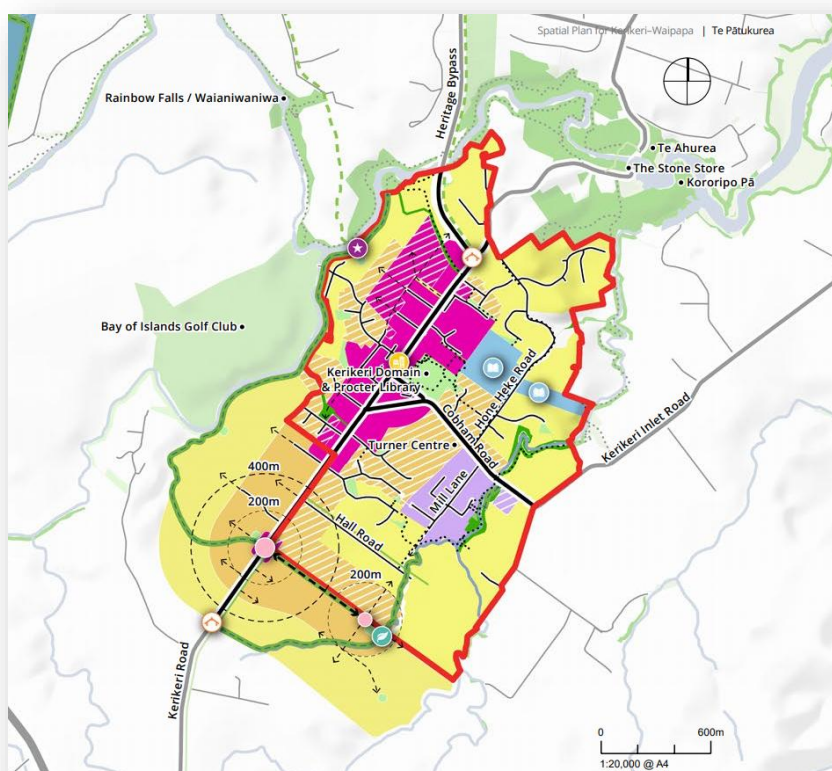 Spatial Plan for Kerikeri–Waipapa | Te Pātukurea
Heritage Bypass
Rainbow Falls / Waianiwaniwa
Te Ahurea
The Stone Store
Kororipo Pā
Bay of Islands Golf Club
Kerikeri Domain
& Procter Library
Hone Heke Road
Cobham Road
Kerikeri Inlet Road
Turner Centre
400m
200m
Mill Lane
Hall Road
200m
Kerikeri Road
0 600m
1:20,000 @ A4